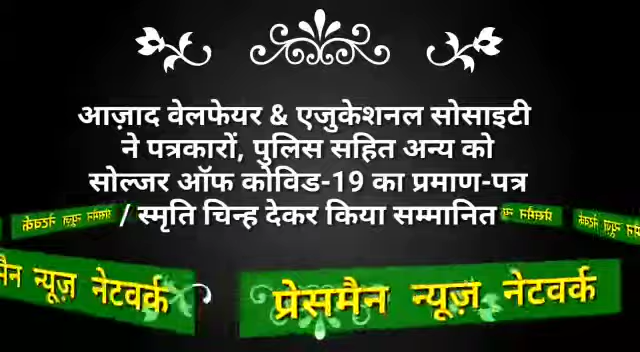 आज़ाद वेलफेयर & एजुकेशनल सोसाइटी
ने पत्रकारों, पुलिस सहित अन्य को
सोल्जर ऑफ कोविड-19 का प्रमाण-पत्र
/ स्मृति चिन्ह देकर किया सम्मानित
न्यूज़ नेटवर्क
प्रेसमैन न्यूज़ नेटवर्क